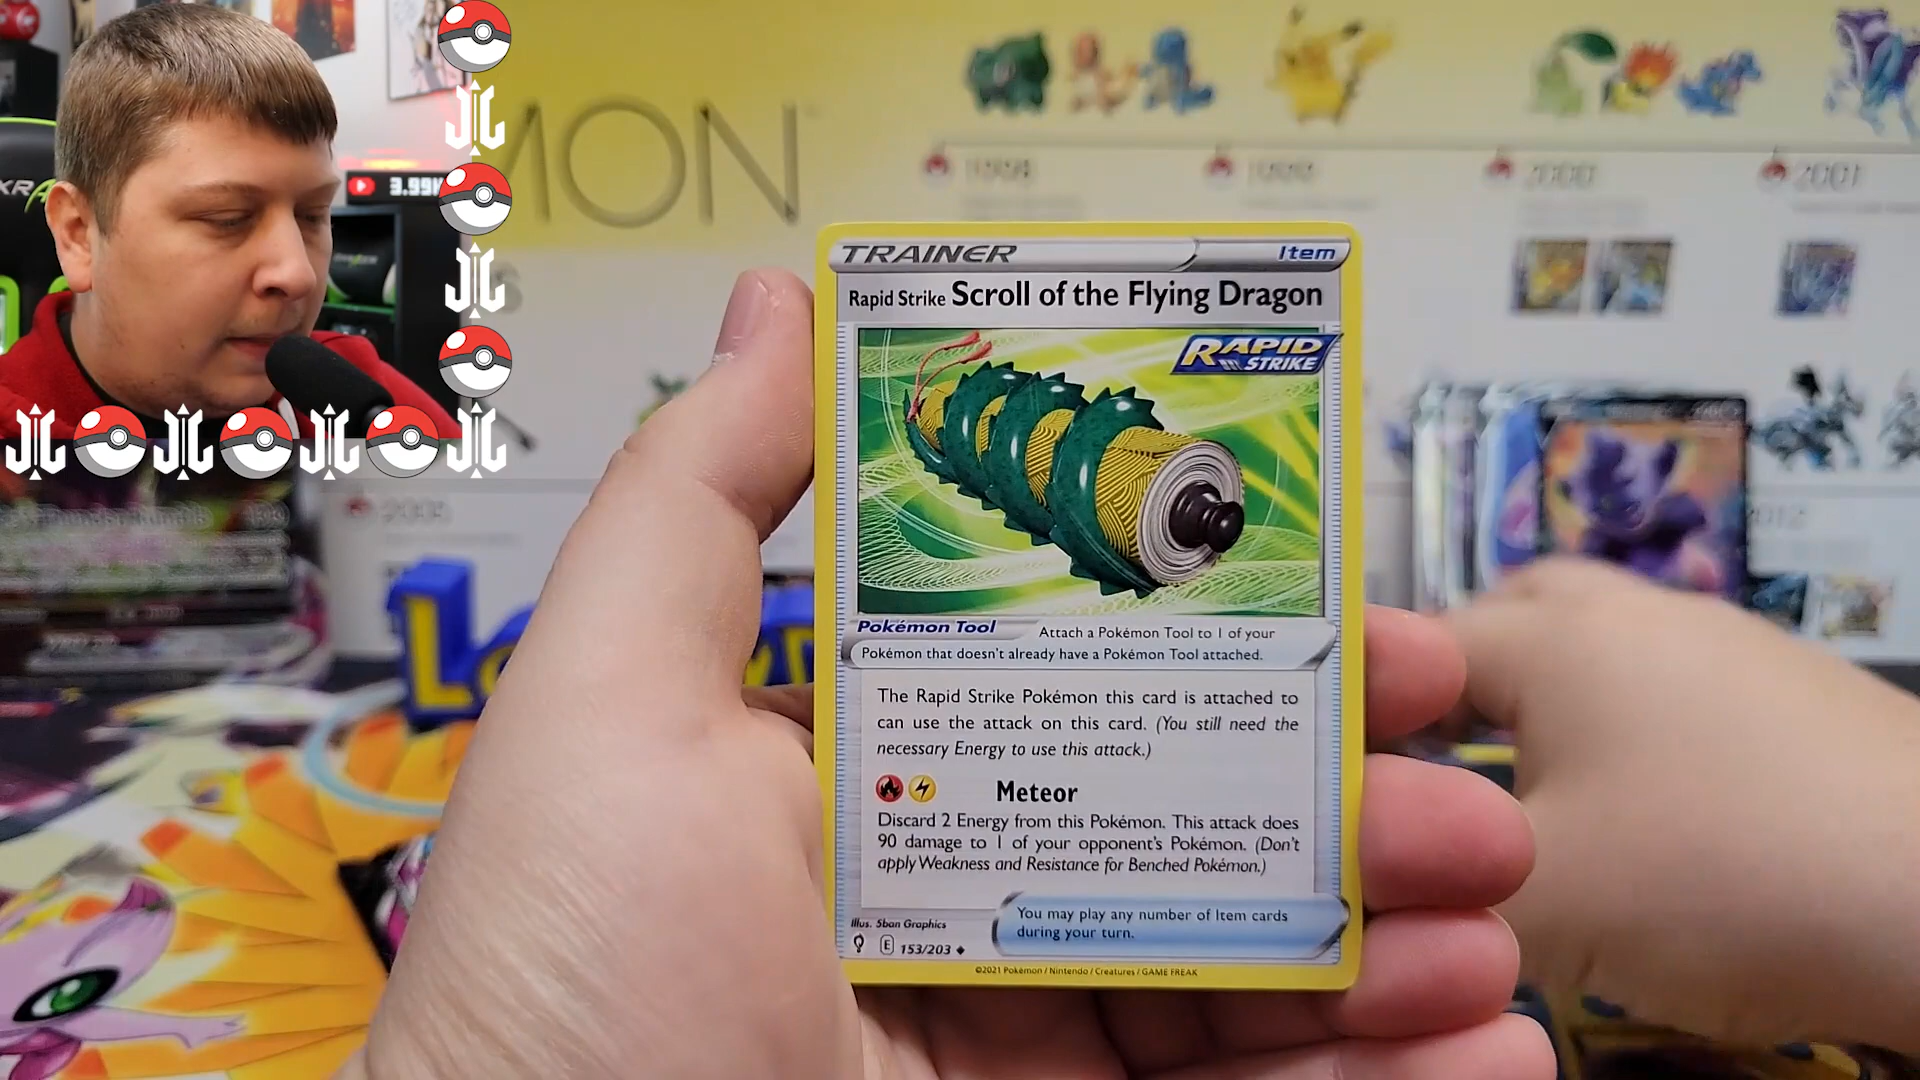 3.99K
MON
1998
1999
2000
2001
TRAINER
Item
Rapid Strike Scroll of the Flying Dragon
RAPID
STRIKE
Pokémon Tool
Attach a Pokémon Tool to 1 of your
Pokémon that doesn't already have a Pokémon Tool attached.
The Rapid Strike Pokémon this card is attached to
can use the attack on this card. (You still need the
necessary Energy to use this attack.)
Meteor
Discard 2 Energy from this Pokémon. This attack does
90 damage to 1 of your opponent's Pokémon. (Don't
apply Weakness and Resistance for Benched Pokémon.)
You may play any number of Item cards
during your turn.
Illus. 5ban Graphics
E 153/203
©2021 Pokémon / Nintendo / Creatures / GAME FREAK